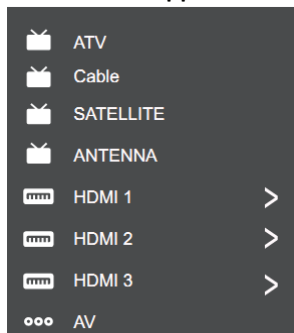 ATV
Cable
SATELLITE
ANTENNA
HDMI 1 >
HDMI 2 >
HDMI 3 >
AV